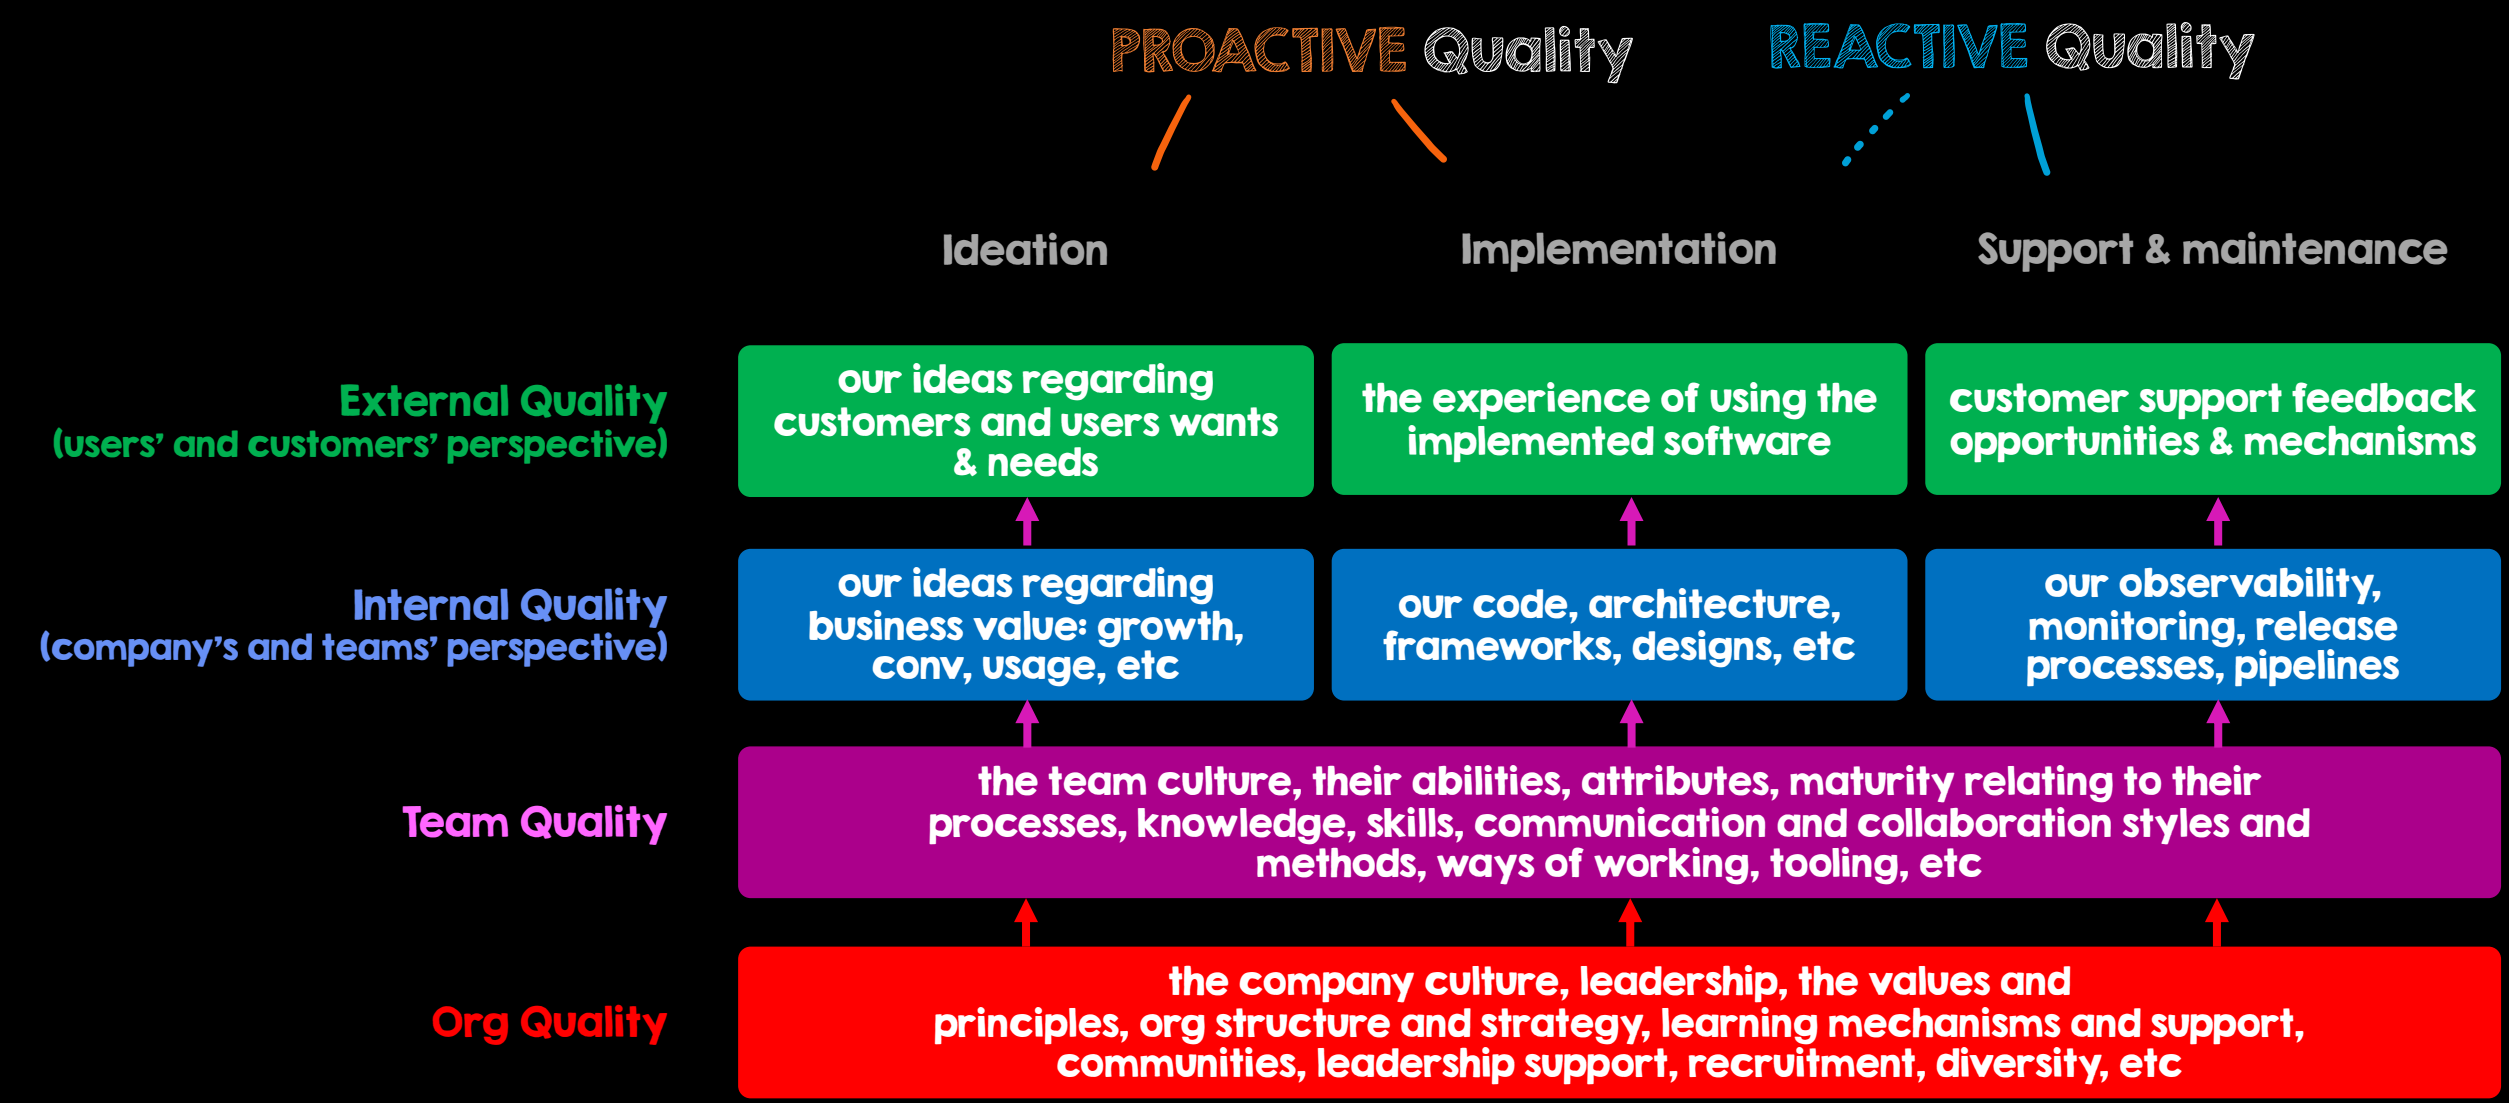 PROACTIVE Quality
REACTIVE Quality
Ideation
Implementation
Support & maintenance
External Quality
(users’ and customers’ perspective)
our ideas regarding
customers and users wants
& needs
the experience of using the
implemented software
customer support feedback
opportunities & mechanisms
Internal Quality
(company’s and teams’ perspective)
our ideas regarding
business value: growth,
conv, usage, etc
our code, architecture,
frameworks, designs, etc
our observability,
monitoring, release
processes, pipelines
Team Quality
the team culture, their abilities, attributes, maturity relating to their
processes, knowledge, skills, communication and collaboration styles and
methods, ways of working, tooling, etc
Org Quality
the company culture, leadership, the values and
principles, org structure and strategy, learning mechanisms and support,
communities, leadership support, recruitment, diversity, etc